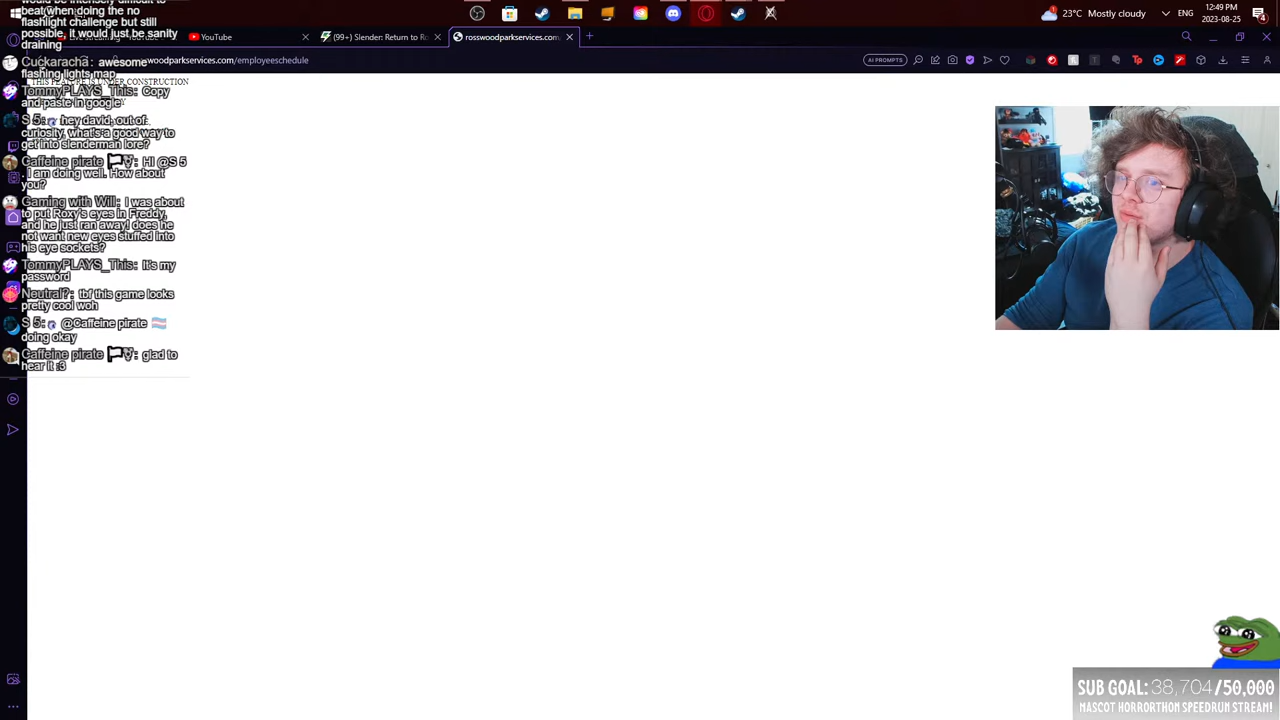 would be intensely difficult to
beat when doing the no
flashlight challenge but still
possible, it would just be sanity
draining
Cuckaracha: awesome
flashing lights map
TommyPLAYS_This: Copy
and paste in google
S 5: hey david, out of
curiosity, what's a good way to
get into slenderman lore?
Caffeine pirate: HI @S 5
. I am doing well. How about
you?
Gaming with Will: I was about
to put Roxy's eyes in Freddy,
and he just ran away! does he
not want new eyes stuffed into
his eye sockets?
TommyPLAYS_This: It's my
password
Neutral?: tbf this game looks
pretty cool woh
S 5: @Caffeine pirate
doing okay
Caffeine pirate: glad to
hear it :3
YouTube
YouTube
(99+) Slender: Return to Ro
rosswoodparkservices.com
woodparkservices.com/employeeschedule
AI PROMPTS
THIS FEATURE IS UNDER CONSTRUCTION
23°C Mostly cloudy
ENG
12:49 PM
2023-08-25
4
SUB GOAL: 38,704/50,000
MASCOT HORRORTHON SPEEDRUN STREAM!